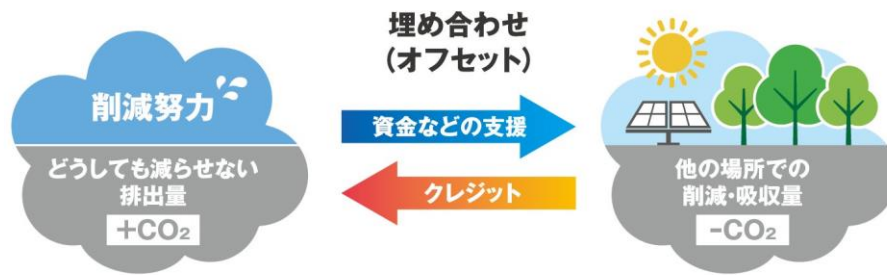 埋め合わせ
(オフセット)
削減努力
どうしても減らせない
排出量
+CO₂
資金などの支援
クレジット
他の場所での
削減・吸収量
-CO₂